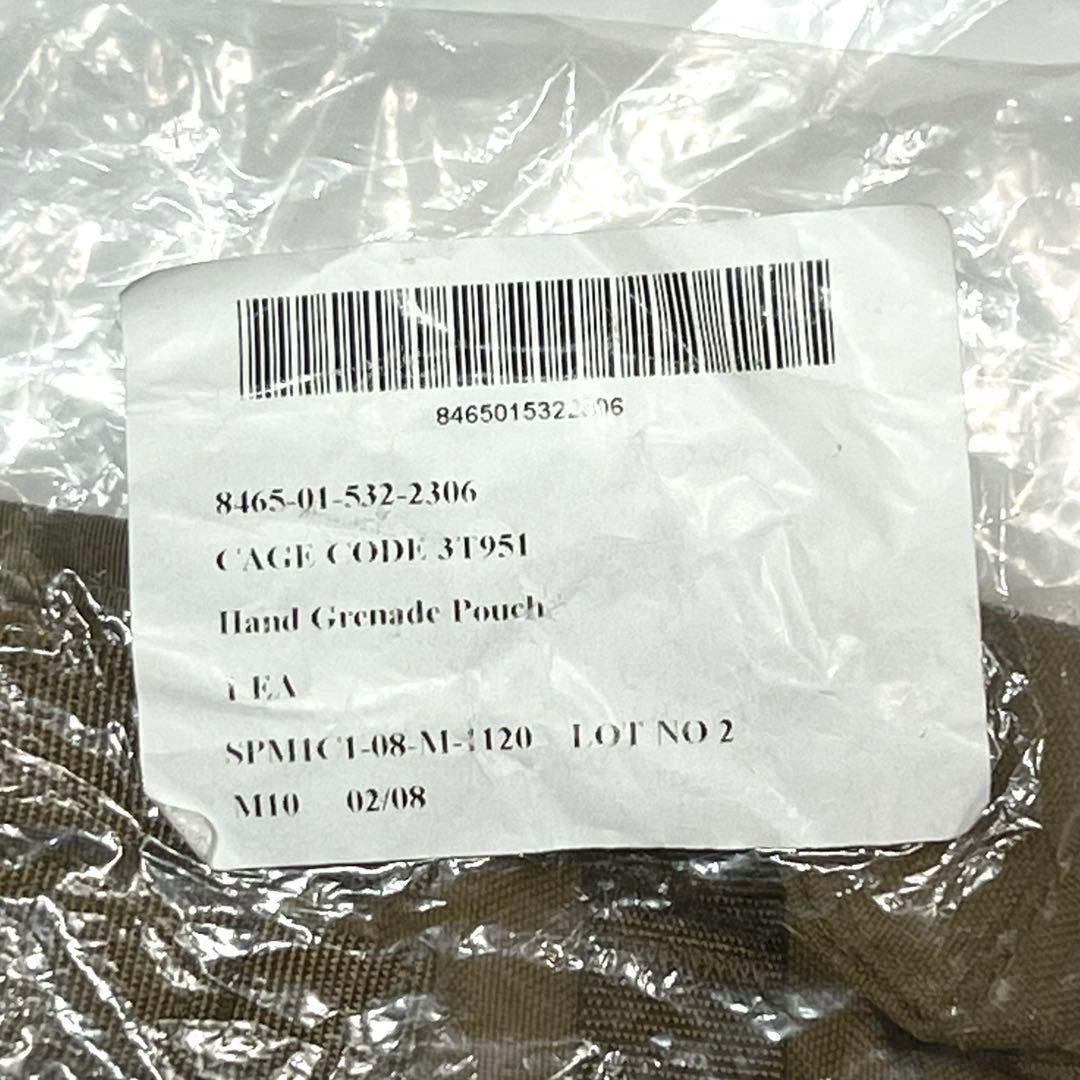 8465015322306
8465-01-532-2306
CAGE CODE 3T951
Hand Grenade Pouch
1 EA
SPM1C1-08-M-1120 LOT NO 2
M10 02/08